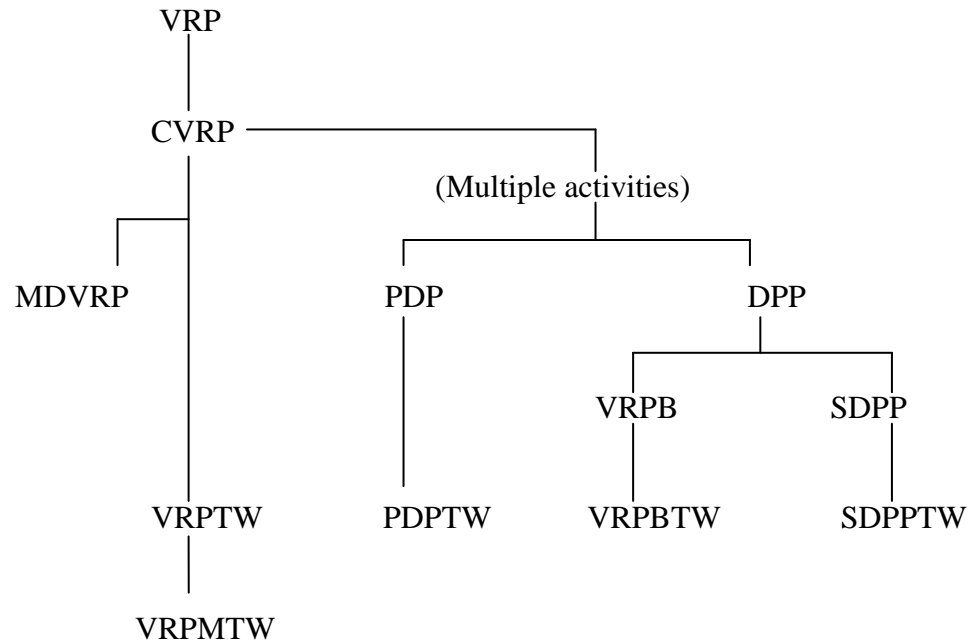 VRP
CVRP
(Multiple activities)
MDVRP
PDP
DPP
VRPB
SDPP
VRPTW
PDPTW
VRPBTW
SDPPTW
VRPMTW